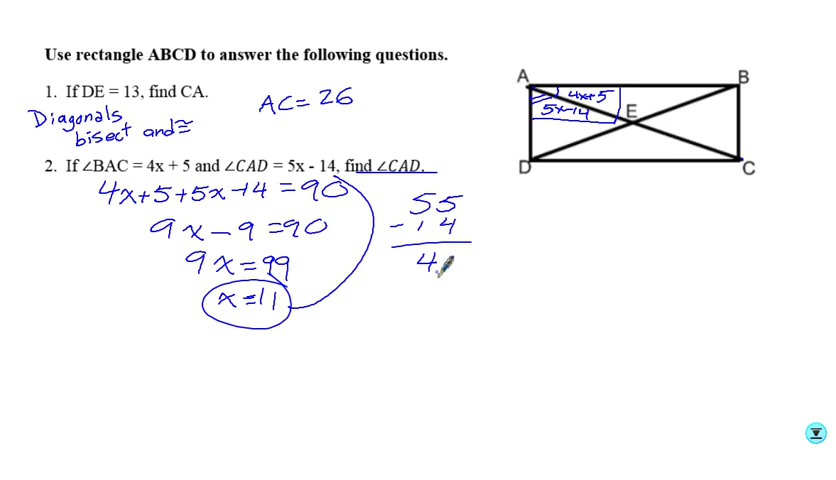 Use rectangle ABCD to answer the following questions.
1. If DE = 13, find CA.
AC = 26
Diagonals
bisect and ≅
2. If ∠BAC = 4x + 5 and ∠CAD = 5x - 14, find ∠CAD.
4x+5+5x-14=90
9x-9=90
9x=99
x=11
55
-14
4
A
B
4x+5
5x-14
E
D
C